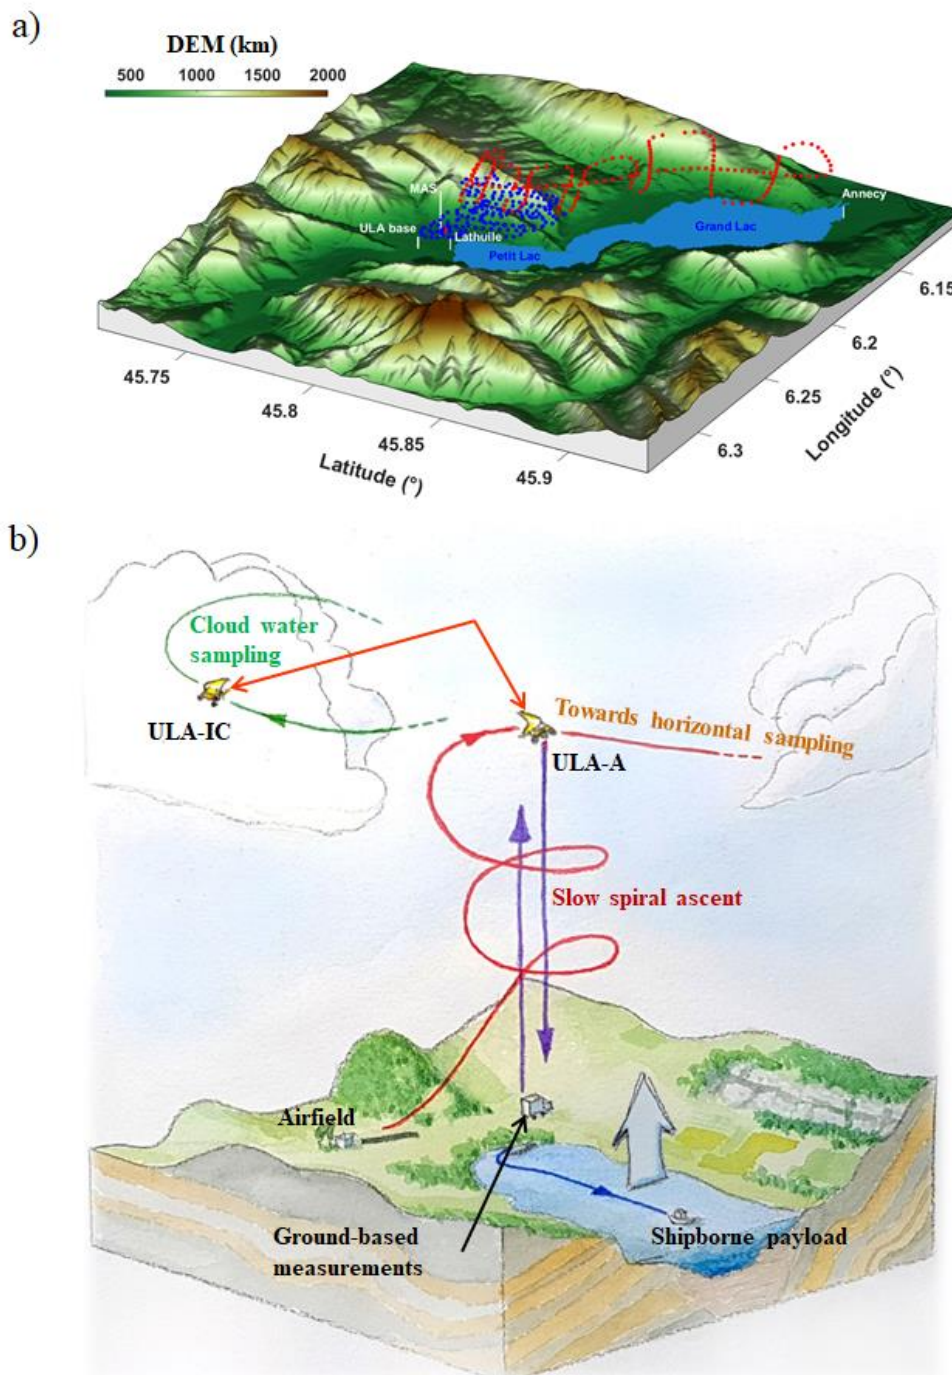 a)
DEM (km)
500 1000 1500 2000
MAS
Annecy
ULA base
Lathuile
Grand Lac
Petit Lac
6.15
6.2
6.25
6.3
Longitude (°)
45.75
45.8
45.85
45.9
Latitude (°)
b)
Cloud water
sampling
ULA-IC
Towards horizontal sampling
ULA-A
Slow spiral ascent
Airfield
Ground-based
measurements
Shipborne payload